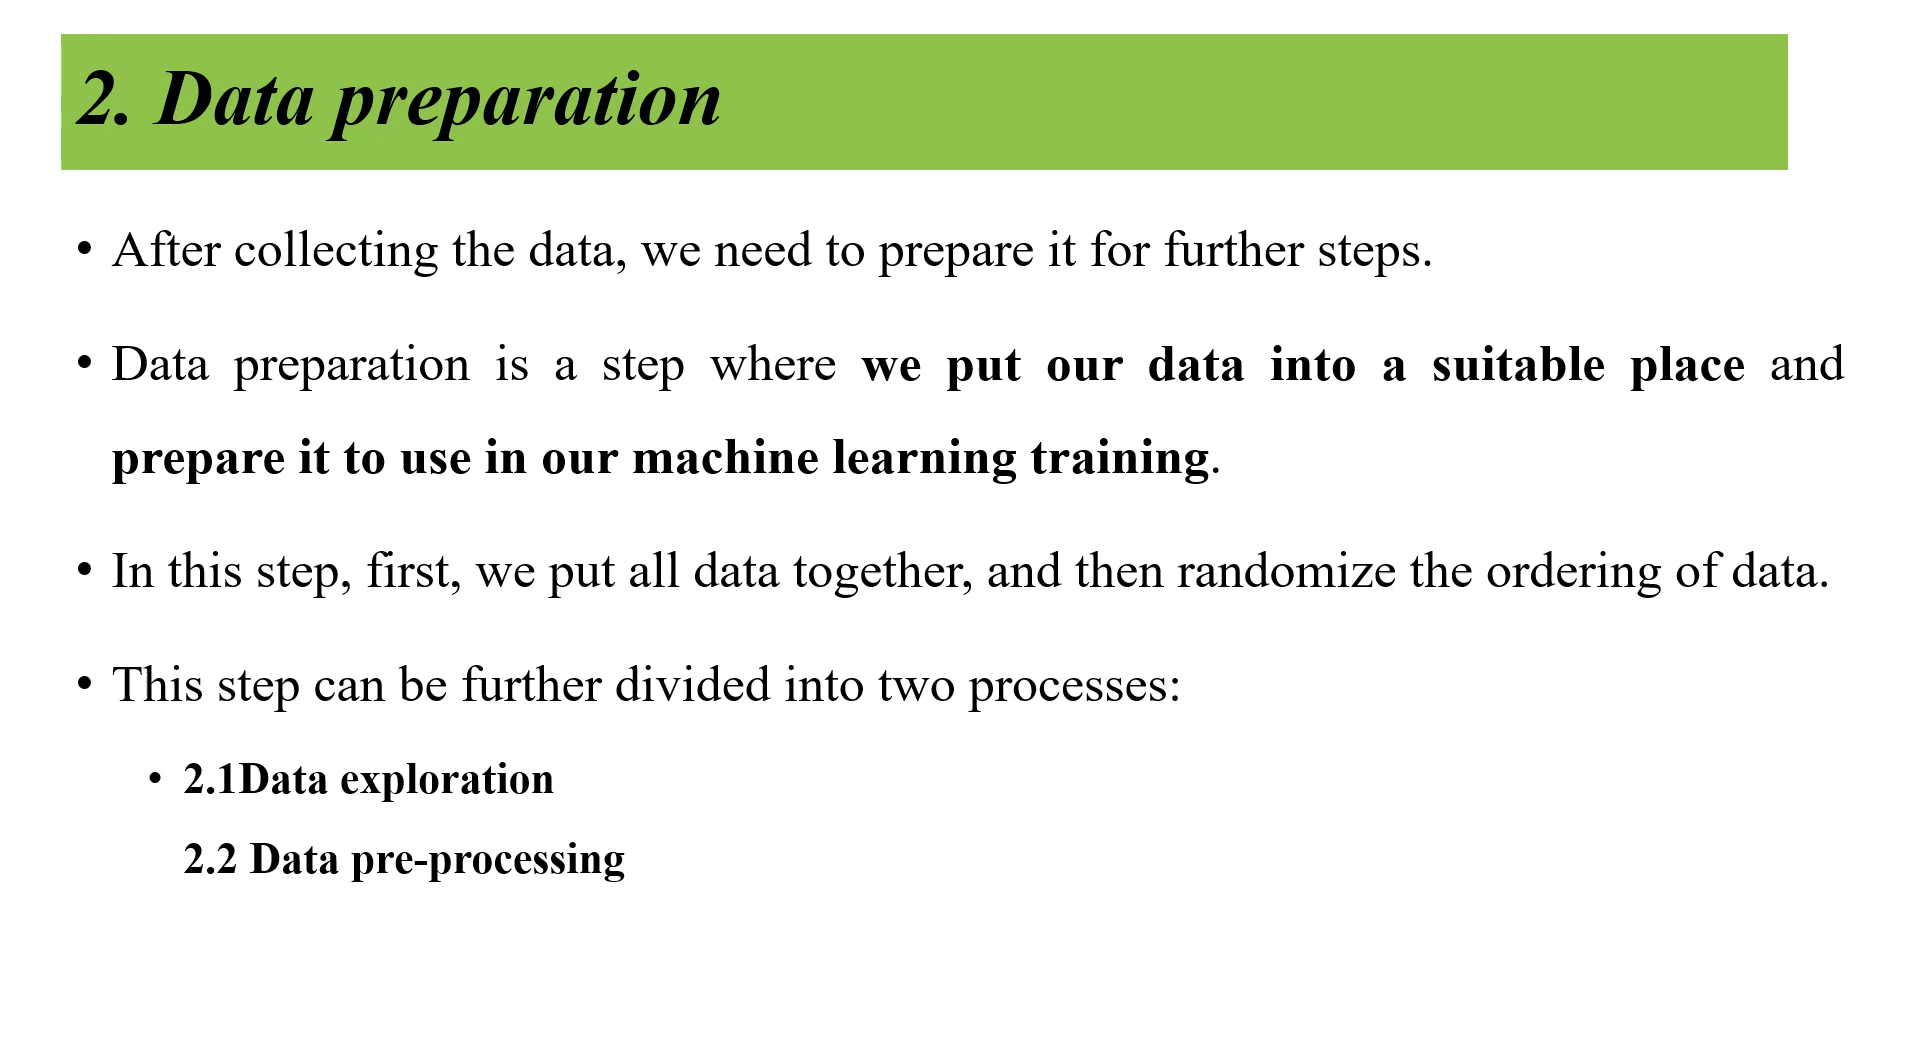 2. Data preparation
• After collecting the data, we need to prepare it for further steps.
• Data preparation is a step where we put our data into a suitable place and
prepare it to use in our machine learning training.
• In this step, first, we put all data together, and then randomize the ordering of data.
• This step can be further divided into two processes:
• 2.1Data exploration
2.2 Data pre-processing